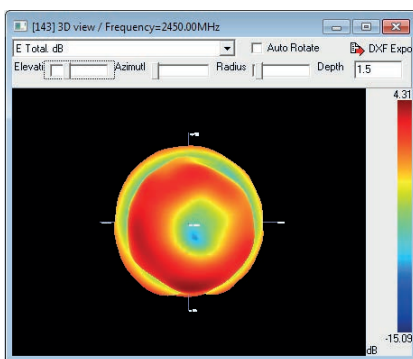 [143] 3D view / Frequency=2450.00MHz
E Total. dB
Auto Rotate
DXF Expo
Elevati
Azimutl
Radius
Depth
1.5
4.31
-15.09
dB